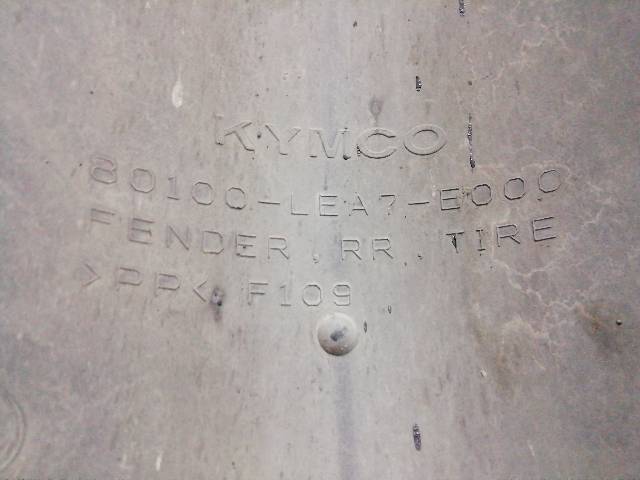 KYMCO
80100-LEA7-E000
FENDER, RR, TIRE
>PP< F109